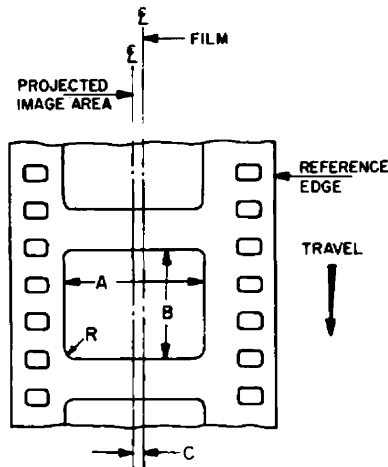 ℄
℄
FILM
PROJECTED
IMAGE AREA
REFERENCE
EDGE
TRAVEL
A
B
R
C